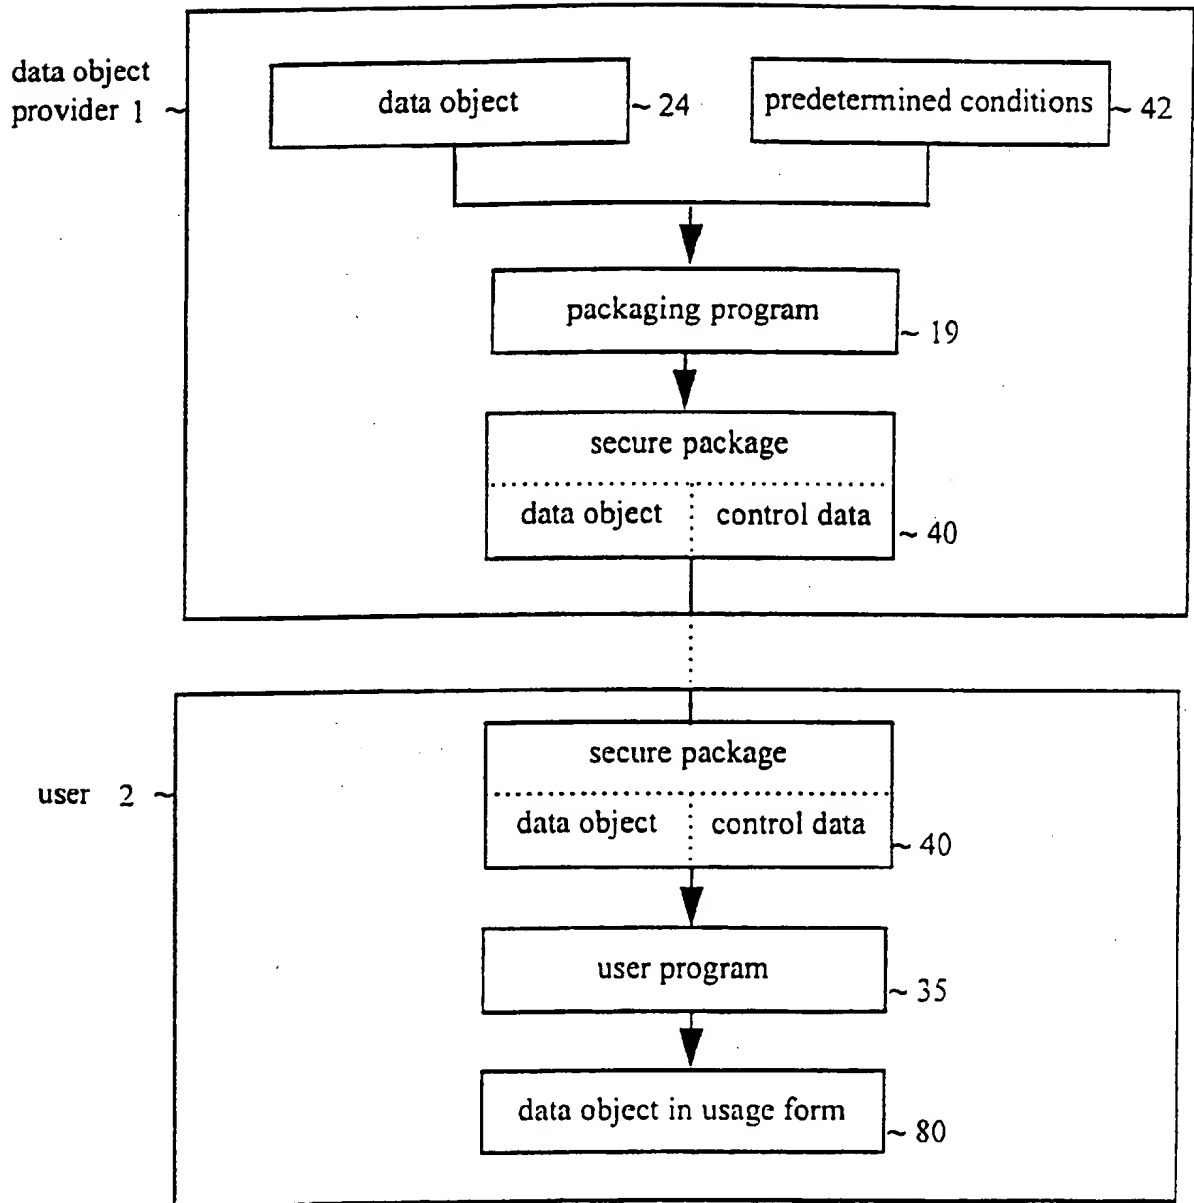 data object
provider 1 ~
data object
~ 24
predetermined conditions
~ 42
packaging program
~ 19
secure package
data object
control data
~ 40
user 2 ~
secure package
data object
control data
~ 40
user program
~ 35
data object in usage form
~ 80